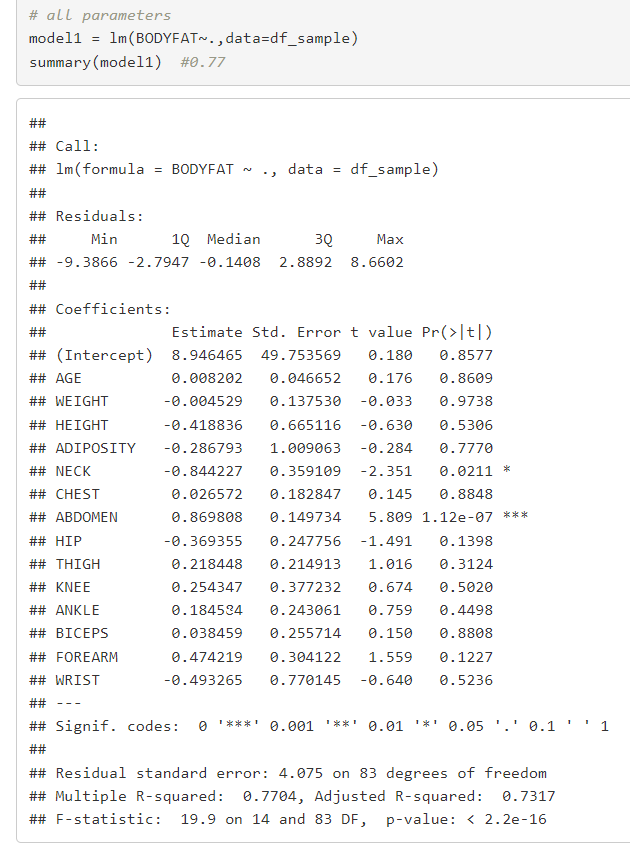 # all parameters
model1 = lm(BODYFAT~.,data=df_sample)
summary(model1)  #0.77
##
## Call:
## lm(formula = BODYFAT ~ ., data = df_sample)
##
## Residuals:
##     Min      1Q  Median      3Q     Max
## -9.3866 -2.7947 -0.1408  2.8892  8.6602
##
## Coefficients:
##              Estimate Std. Error t value Pr(>|t|)
## (Intercept)  8.946465  49.753569   0.180   0.8577
## AGE          0.008202   0.046652   0.176   0.8609
## WEIGHT      -0.004529   0.137530  -0.033   0.9738
## HEIGHT      -0.418836   0.665116  -0.630   0.5306
## ADIPOSITY   -0.286793   1.009063  -0.284   0.7770
## NECK        -0.844227   0.359109  -2.351   0.0211 *
## CHEST        0.026572   0.182847   0.145   0.8848
## ABDOMEN      0.869808   0.149734   5.809 1.12e-07 ***
## HIP         -0.369355   0.247756  -1.491   0.1398
## THIGH        0.218448   0.214913   1.016   0.3124
## KNEE         0.254347   0.377232   0.674   0.5020
## ANKLE        0.184534   0.243061   0.759   0.4498
## BICEPS       0.038459   0.255714   0.150   0.8808
## FOREARM      0.474219   0.304122   1.559   0.1227
## WRIST       -0.493265   0.770145  -0.640   0.5236
## ---
## Signif. codes:  0 '***' 0.001 '**' 0.01 '*' 0.05 '.' 0.1 ' ' 1
##
## Residual standard error: 4.075 on 83 degrees of freedom
## Multiple R-squared:  0.7704, Adjusted R-squared:  0.7317
## F-statistic:  19.9 on 14 and 83 DF,  p-value: < 2.2e-16